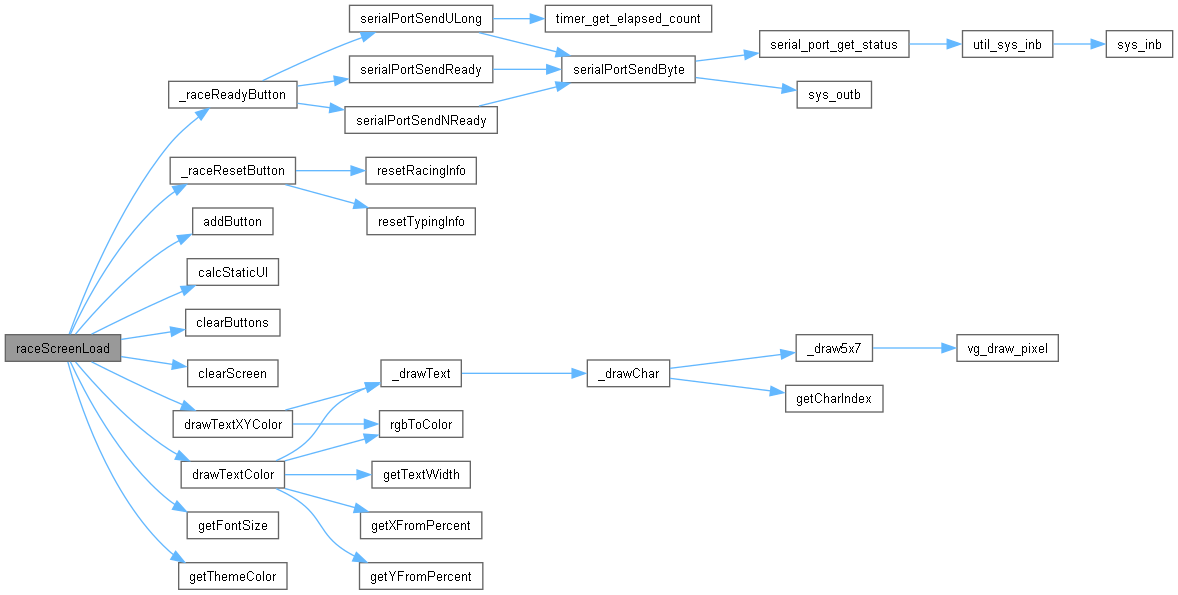 serialPortSendULong
timer_get_elapsed_count
serial_port_get_status
util_sys_inb
sys_inb
serialPortSendReady
serialPortSendByte
_raceReadyButton
sys_outb
serialPortSendNReady
_raceResetButton
resetRacingInfo
addButton
resetTypingInfo
calcStaticUI
clearButtons
raceScreenLoad
_draw5x7
vg_draw_pixel
clearScreen
_drawText
_drawChar
getCharIndex
drawTextXYColor
rgbToColor
drawTextColor
getTextWidth
getFontSize
getXFromPercent
getThemeColor
getYFromPercent